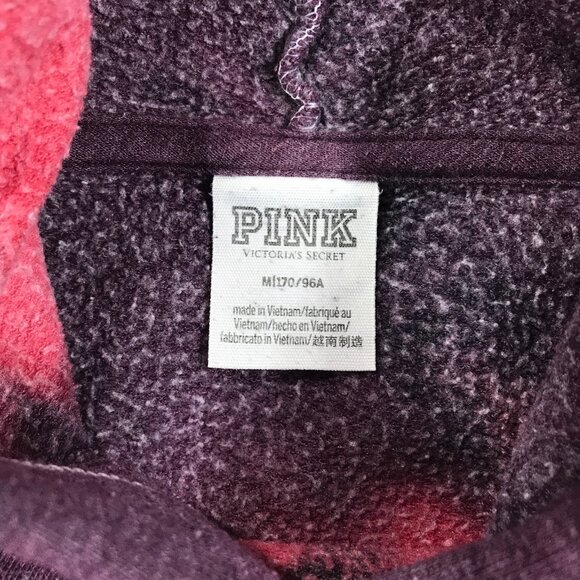 PINK
VICTORIA'S SECRET
M|170/96A
made in Vietnam/fabriqué au
Vietnam/hecho en Vietnam/
fabbricato in Vietnam/越南制造